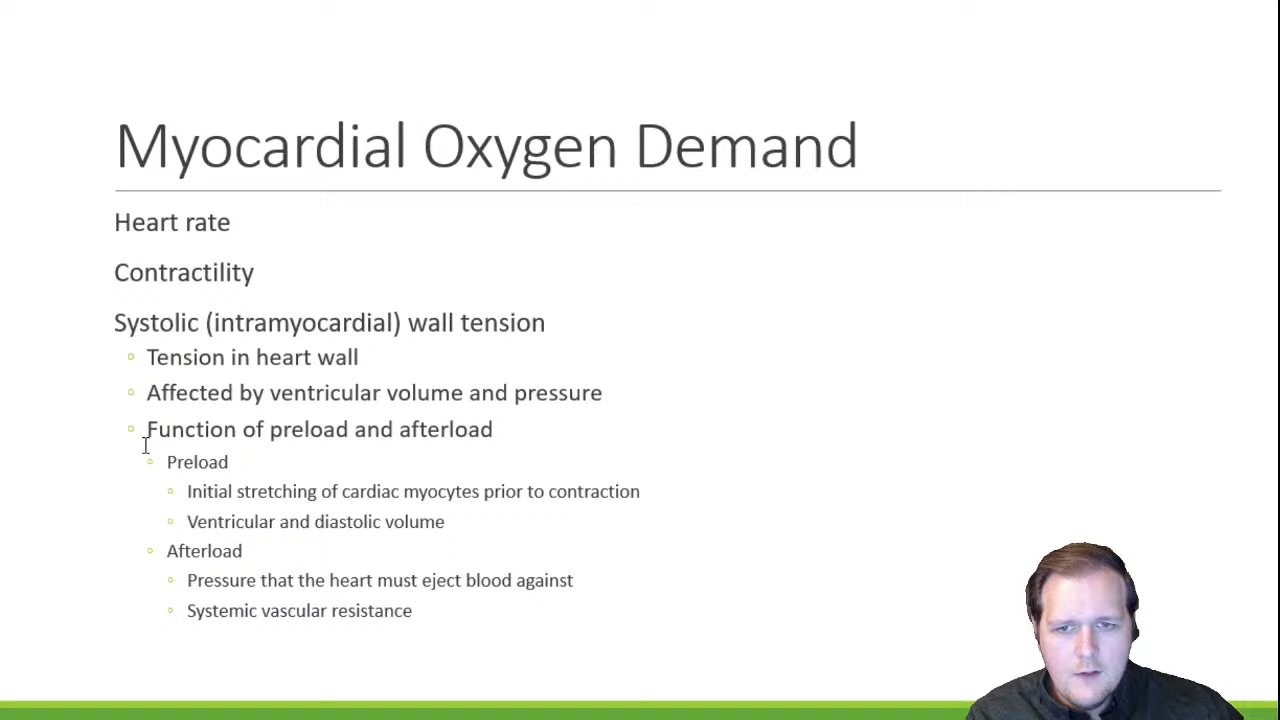 Myocardial Oxygen Demand
Heart rate
Contractility
Systolic (intramyocardial) wall tension
Tension in heart wall
Affected by ventricular volume and pressure
Function of preload and afterload
Preload
Initial stretching of cardiac myocytes prior to contraction
Ventricular and diastolic volume
Afterload
Pressure that the heart must eject blood against
Systemic vascular resistance